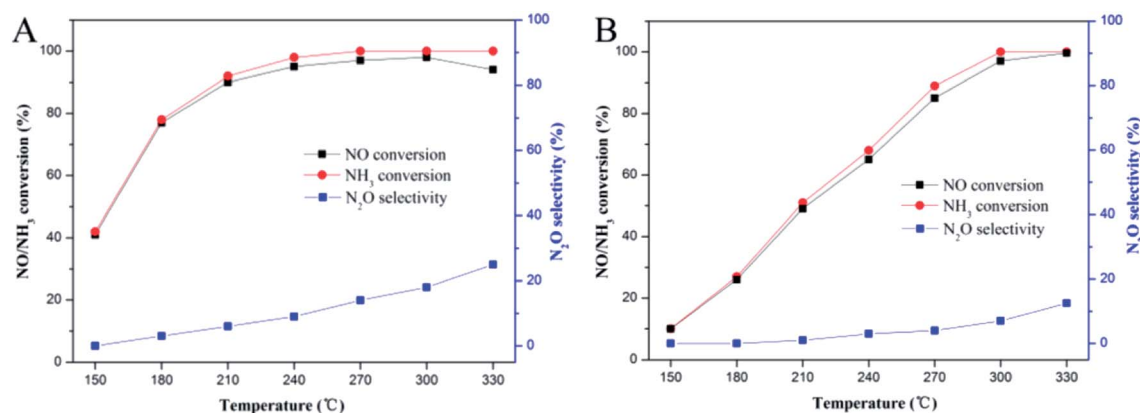 A
NO/NH3 conversion (%)
100
80
60
40
20
0
NO conversion
NH3 conversion
N2O selectivity
100
80
60
40
20
0
N2O selectivity (%)
150 180 210 240 270 300 330
Temperature (℃)
B
NO/NH3 conversion (%)
100
80
60
40
20
0
NO conversion
NH3 conversion
N2O selectivity
100
80
60
40
20
0
N2O selectivity (%)
150 180 210 240 270 300 330
Temperature (℃)